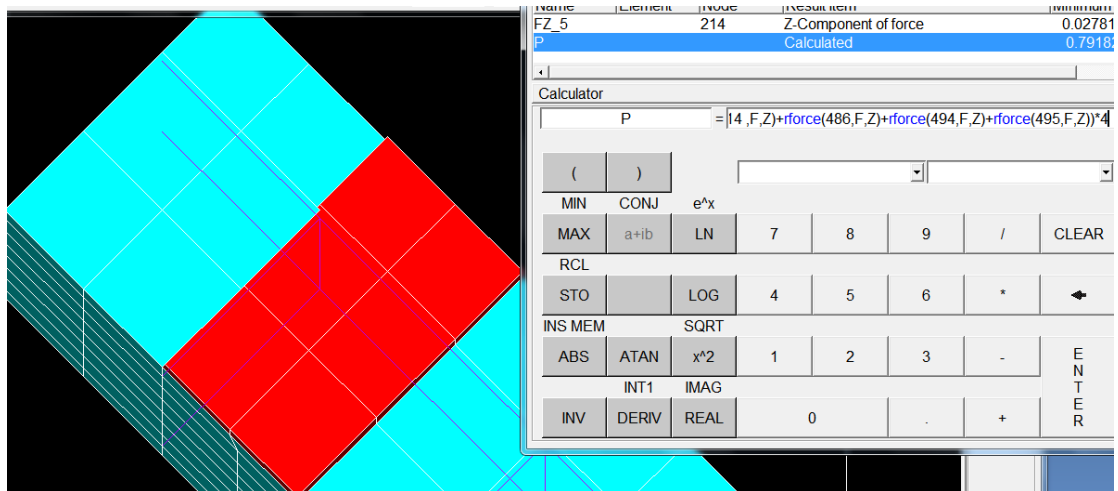 Name Element Node Result Item Minimum
FZ_5 214 Z-Component of force 0.02781
P Calculated 0.79182
Calculator
P = 14 ,F,Z)+rforce(486,F,Z)+rforce(494,F,Z)+rforce(495,F,Z))*4
( )
MIN CONJ e^x
MAX a+ib LN 7 8 9 / CLEAR
RCL
STO LOG 4 5 6 *
INS MEM SQRT
ABS ATAN x^2 1 2 3 - ENTER
INT1 IMAG
INV DERIV REAL 0 . +